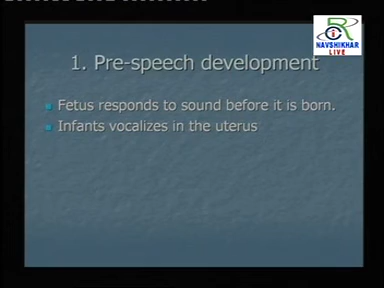 NAVSHIKHAR
LIVE
1. Pre-speech development
Fetus responds to sound before it is born.
Infants vocalizes in the uterus